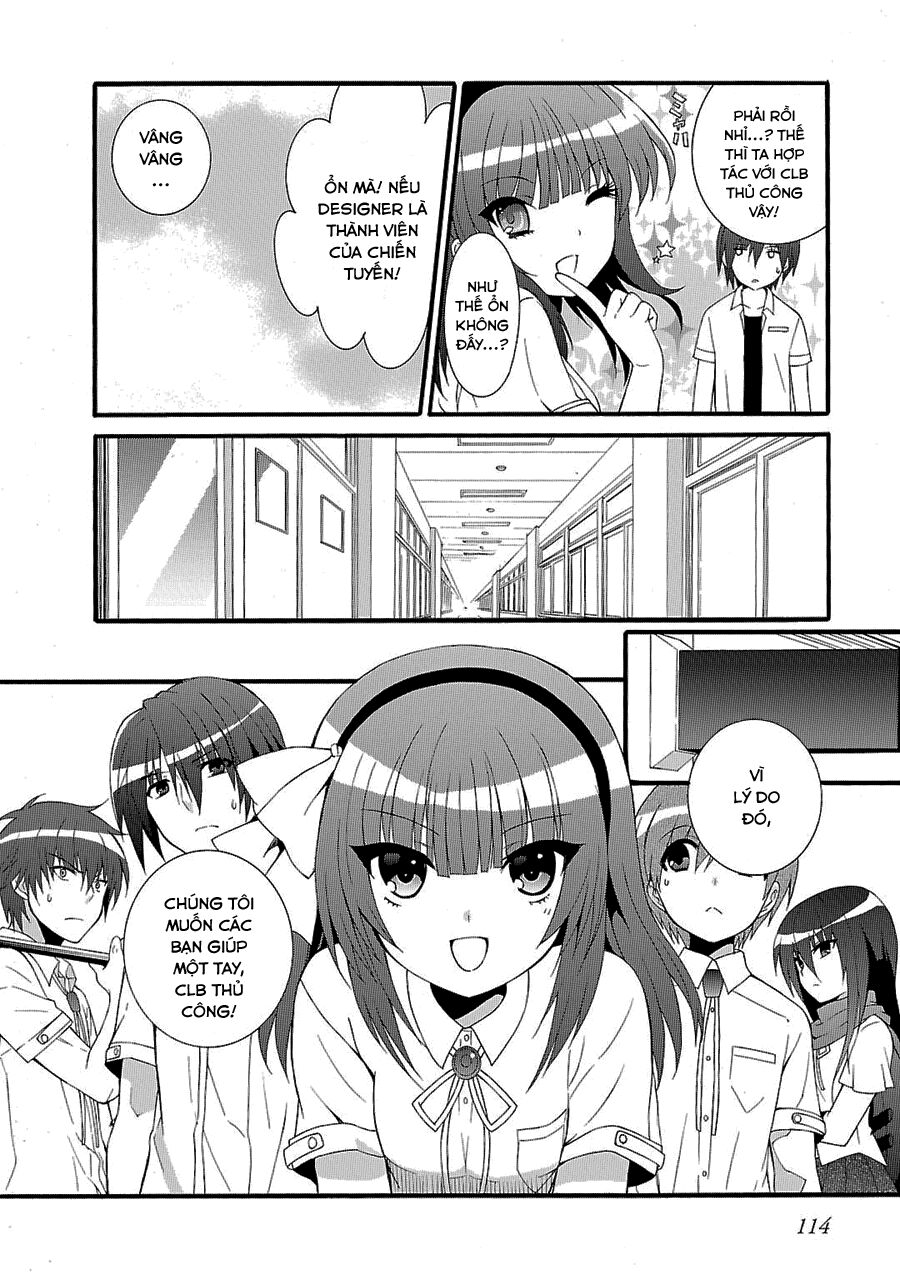 PHẢI RỒI
NHỈ...? THẾ
THÌ TA HỢP
TÁC VỚI CLB
THỦ CÔNG
VẬY!
NHƯ
THẾ ỔN
KHÔNG
ĐẤY...?
ỔN MÀ! NẾU
DESIGNER LÀ
THÀNH VIÊN
CỦA CHIẾN
TUYẾN!
VÂNG
VÂNG
...
VÌ
LÝ DO
ĐÓ,
CHÚNG TÔI
MUỐN CÁC
BẠN GIÚP
MỘT TAY,
CLB THỦ
CÔNG!
114